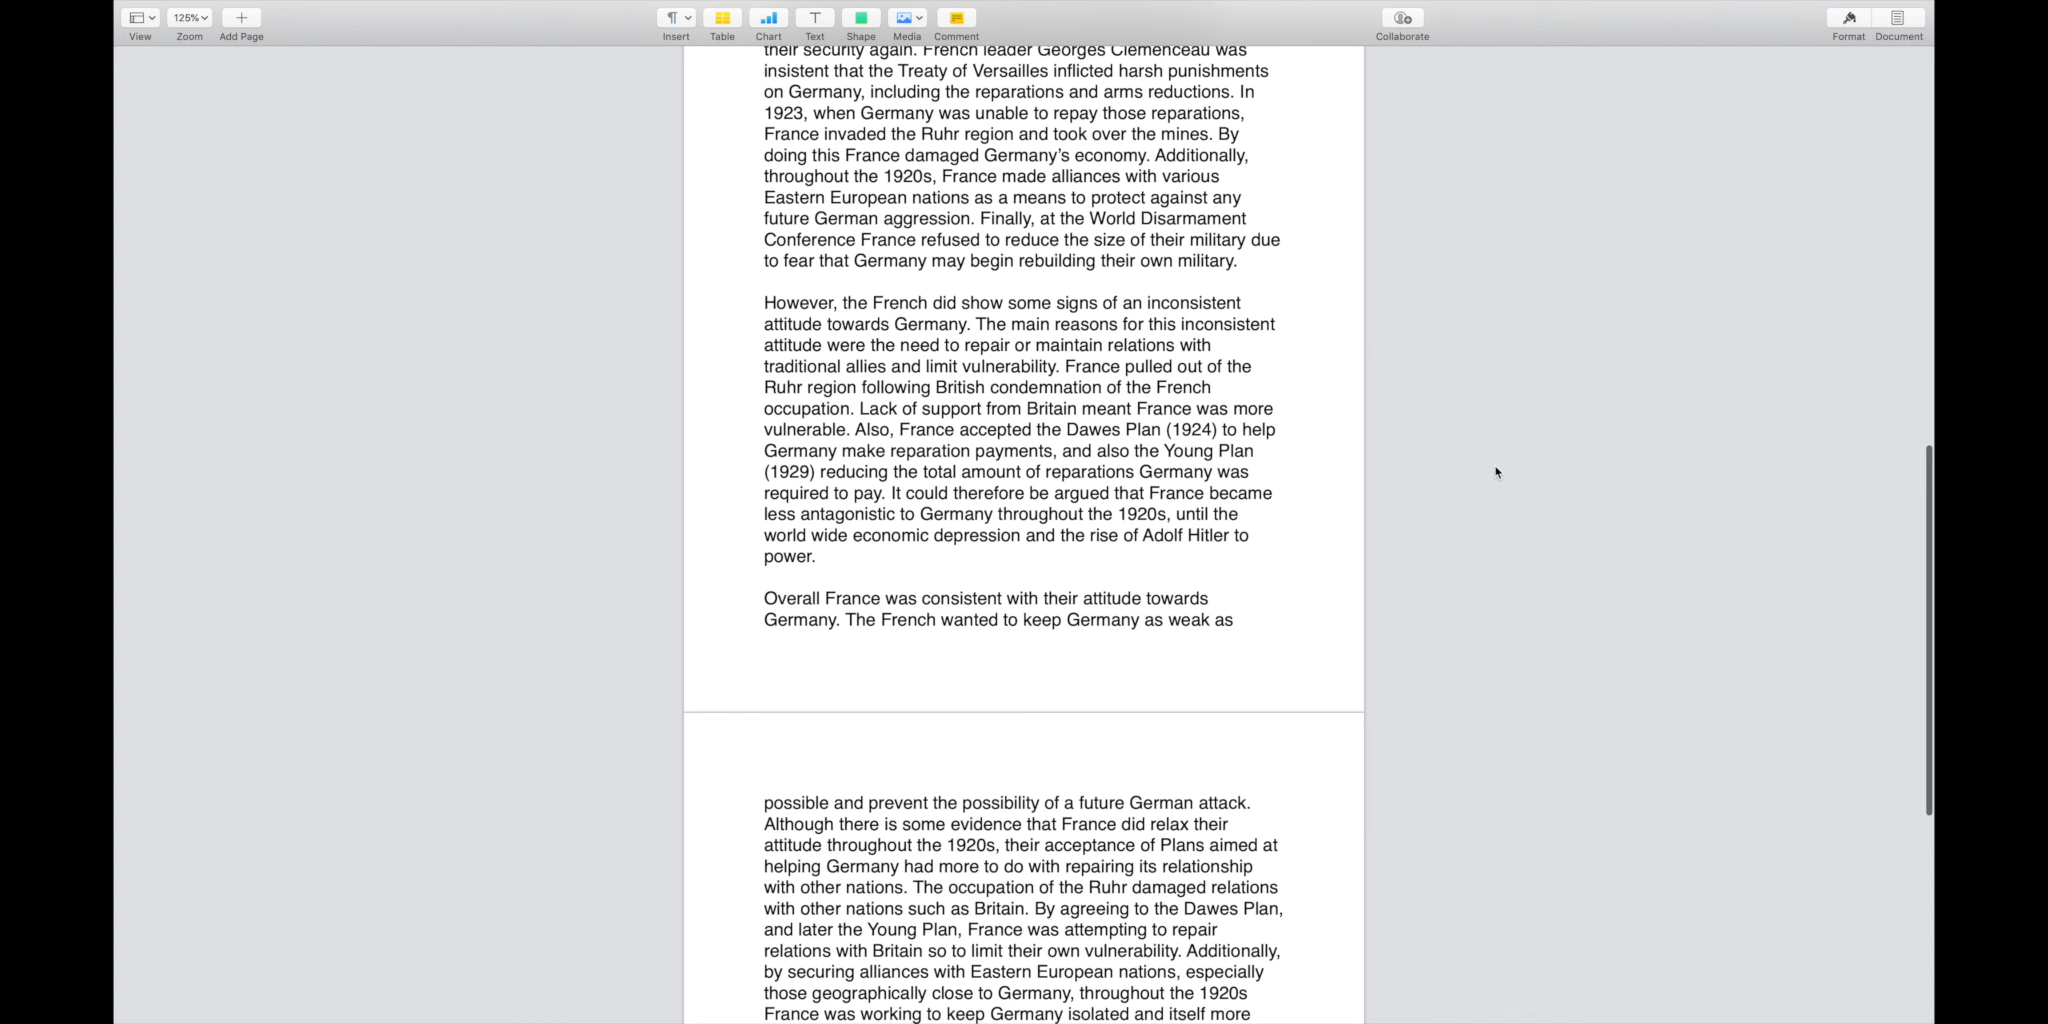 125%
View
Zoom
Add Page
Insert
Table
Chart
Text
Shape
Media
Comment
Collaborate
Format
Document
their security again. French leader Georges Clemenceau was
insistent that the Treaty of Versailles inflicted harsh punishments
on Germany, including the reparations and arms reductions. In
1923, when Germany was unable to repay those reparations,
France invaded the Ruhr region and took over the mines. By
doing this France damaged Germany’s economy. Additionally,
throughout the 1920s, France made alliances with various
Eastern European nations as a means to protect against any
future German aggression. Finally, at the World Disarmament
Conference France refused to reduce the size of their military due
to fear that Germany may begin rebuilding their own military.
However, the French did show some signs of an inconsistent
attitude towards Germany. The main reasons for this inconsistent
attitude were the need to repair or maintain relations with
traditional allies and limit vulnerability. France pulled out of the
Ruhr region following British condemnation of the French
occupation. Lack of support from Britain meant France was more
vulnerable. Also, France accepted the Dawes Plan (1924) to help
Germany make reparation payments, and also the Young Plan
(1929) reducing the total amount of reparations Germany was
required to pay. It could therefore be argued that France became
less antagonistic to Germany throughout the 1920s, until the
world wide economic depression and the rise of Adolf Hitler to
power.
Overall France was consistent with their attitude towards
Germany. The French wanted to keep Germany as weak as
possible and prevent the possibility of a future German attack.
Although there is some evidence that France did relax their
attitude throughout the 1920s, their acceptance of Plans aimed at
helping Germany had more to do with repairing its relationship
with other nations. The occupation of the Ruhr damaged relations
with other nations such as Britain. By agreeing to the Dawes Plan,
and later the Young Plan, France was attempting to repair
relations with Britain so to limit their own vulnerability. Additionally,
by securing alliances with Eastern European nations, especially
those geographically close to Germany, throughout the 1920s
France was working to keep Germany isolated and itself more